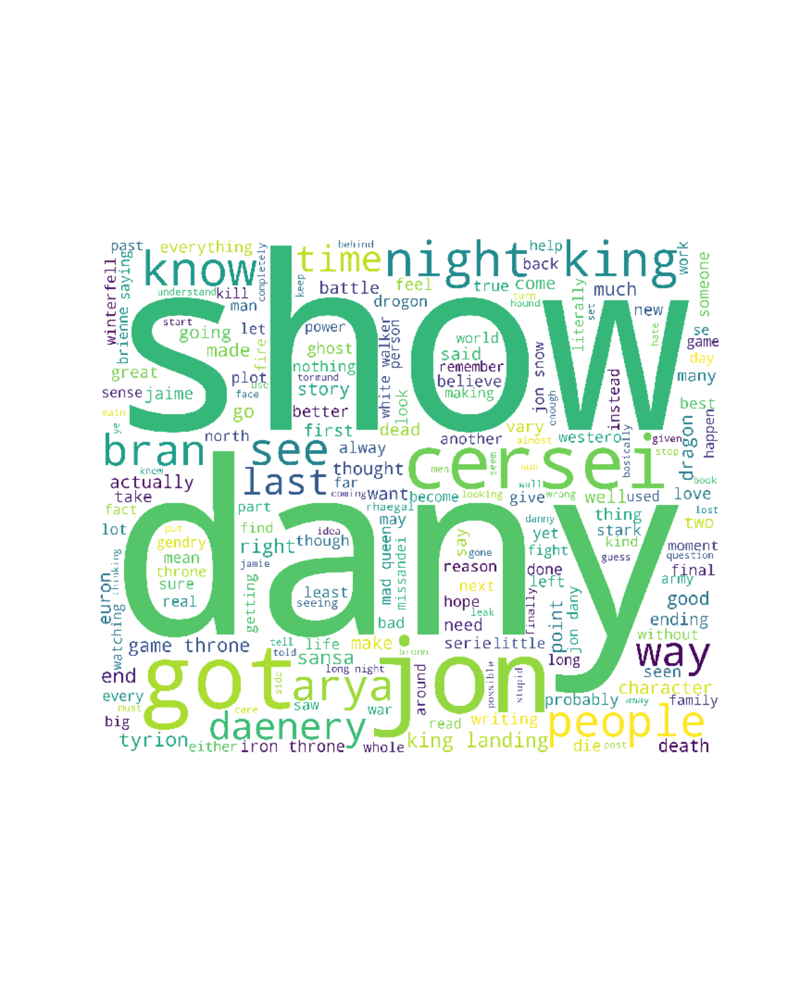 past everything behind help
know time night king back work
winterfell brienne saying understand kill completely keep battle feel true come much someone
man drogon turn hound literally set new
show
start going let power world hate se game
made fire ghost white walker person said jon snow day
great plot use nothing remember instead many
sense jaime face tormund story believe making enough best
main ye go better look
north first dead vary westero basically given dragon happen
bran see alway another almost stop
knew thought cersei men seem sub book
actually last far wall
take coming want become looking give wrong well used love
fact part rhaegal thing lost
dany
lot put find idea may danny yet stark two
gendry right though mad queen missandei say gone fight kind moment
mean thinking jamie reason guess question
throne done final
sure getting least next left army
euron real seeing hope leak finally point jon dany good
watching bad need ending
game throne tell life make serie little without
told sansa bronn way
long night long seen
end got side arya jon around possible stupid character
every saw war probably away family
must care
big daenery read writing people
tyrion either iron throne whole king landing die post death